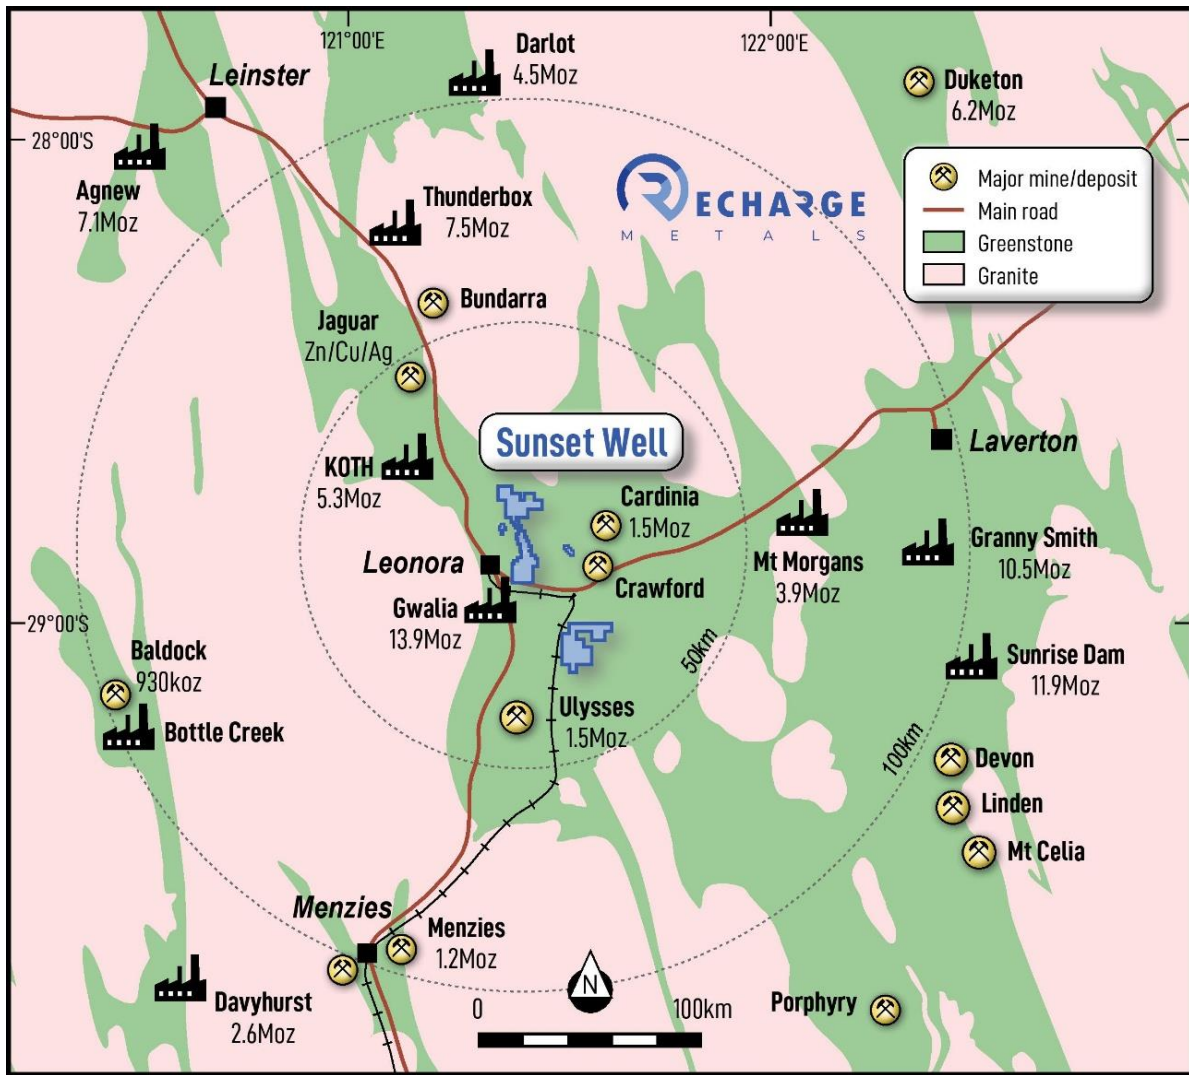 121°00'E
122°00'E
Darlot
4.5Moz
Leinster
Duketon
6.2Moz
28°00'S
Agnew
7.1Moz
Thunderbox
7.5Moz
RECHARGE
METALS
Major mine/deposit
Main road
Greenstone
Granite
Bundarra
Jaguar
Zn/Cu/Ag
Sunset Well
Laverton
KOTH
5.3Moz
Cardinia
1.5Moz
Leonora
Crawford
Mt Morgans
3.9Moz
Granny Smith
10.5Moz
Gwalia
13.9Moz
29°00'S
Baldock
930koz
50km
Sunrise Dam
11.9Moz
Bottle Creek
Ulysses
1.5Moz
100km
Devon
Linden
Mt Celia
Menzies
Menzies
1.2Moz
N
Davyhurst
2.6Moz
0
100km
Porphyry